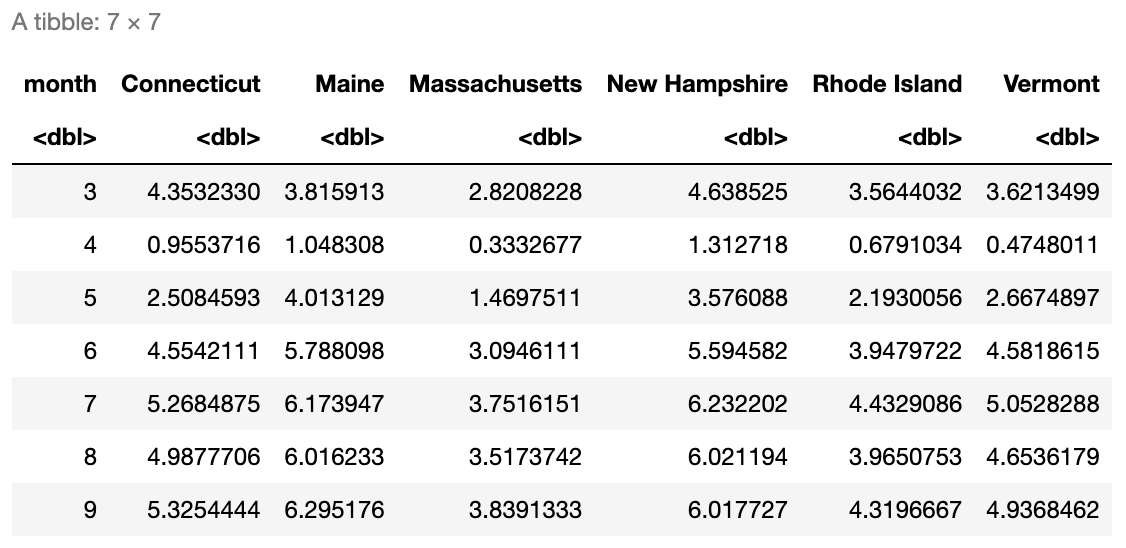 A tibble: 7 × 7
month Connecticut Maine Massachusetts New Hampshire Rhode Island Vermont
<dbl> <dbl> <dbl> <dbl> <dbl> <dbl> <dbl>
3 4.3532330 3.815913 2.8208228 4.638525 3.5644032 3.6213499
4 0.9553716 1.048308 0.3332677 1.312718 0.6791034 0.4748011
5 2.5084593 4.013129 1.4697511 3.576088 2.1930056 2.6674897
6 4.5542111 5.788098 3.0946111 5.594582 3.9479722 4.5818615
7 5.2684875 6.173947 3.7516151 6.232202 4.4329086 5.0528288
8 4.9877706 6.016233 3.5173742 6.021194 3.9650753 4.6536179
9 5.3254444 6.295176 3.8391333 6.017727 4.3196667 4.9368462